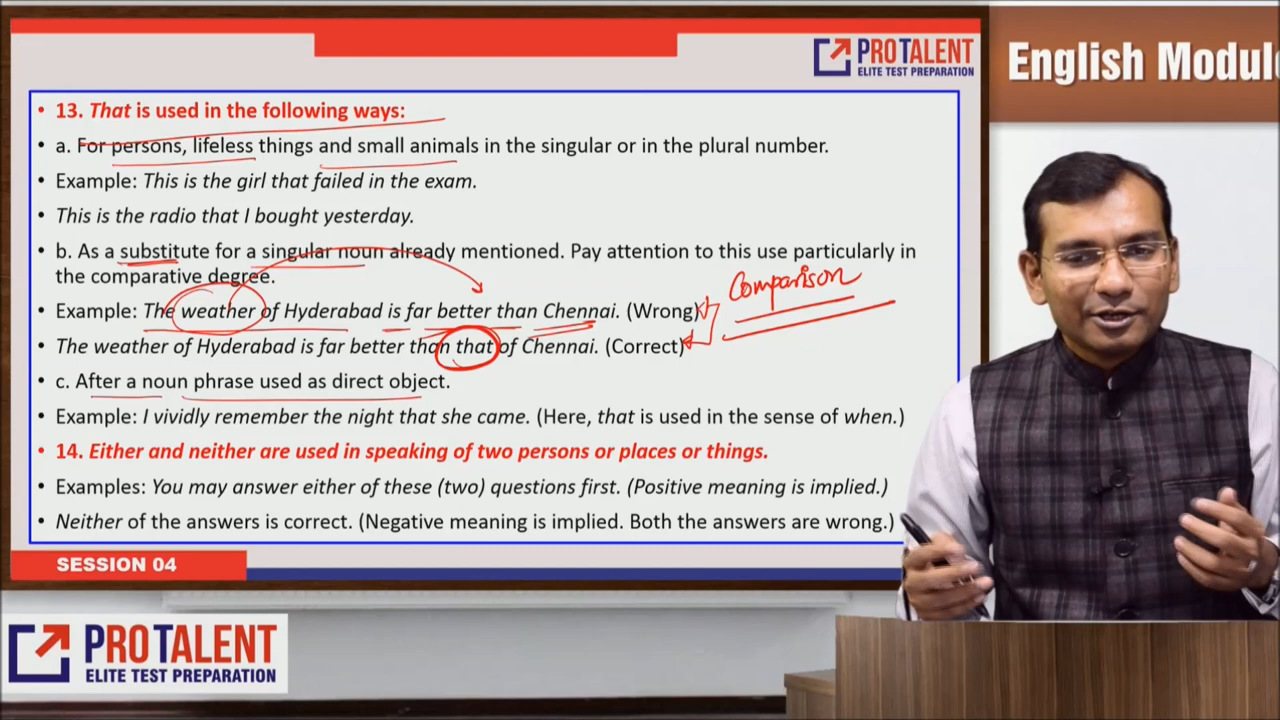 PROTALENT
ELITE TEST PREPARATION
English Module
• 13. That is used in the following ways:
• a. For persons, lifeless things and small animals in the singular or in the plural number.
• Example: This is the girl that failed in the exam.
• This is the radio that I bought yesterday.
• b. As a substitute for a singular noun already mentioned. Pay attention to this use particularly in
the comparative degree.
Comparison
• Example: The weather of Hyderabad is far better than Chennai. (Wrong)
• The weather of Hyderabad is far better than that of Chennai. (Correct)
• c. After a noun phrase used as direct object.
• Example: I vividly remember the night that she came. (Here, that is used in the sense of when.)
• 14. Either and neither are used in speaking of two persons or places or things.
• Examples: You may answer either of these (two) questions first. (Positive meaning is implied.)
• Neither of the answers is correct. (Negative meaning is implied. Both the answers are wrong.)
SESSION 04
PROTALENT
ELITE TEST PREPARATION